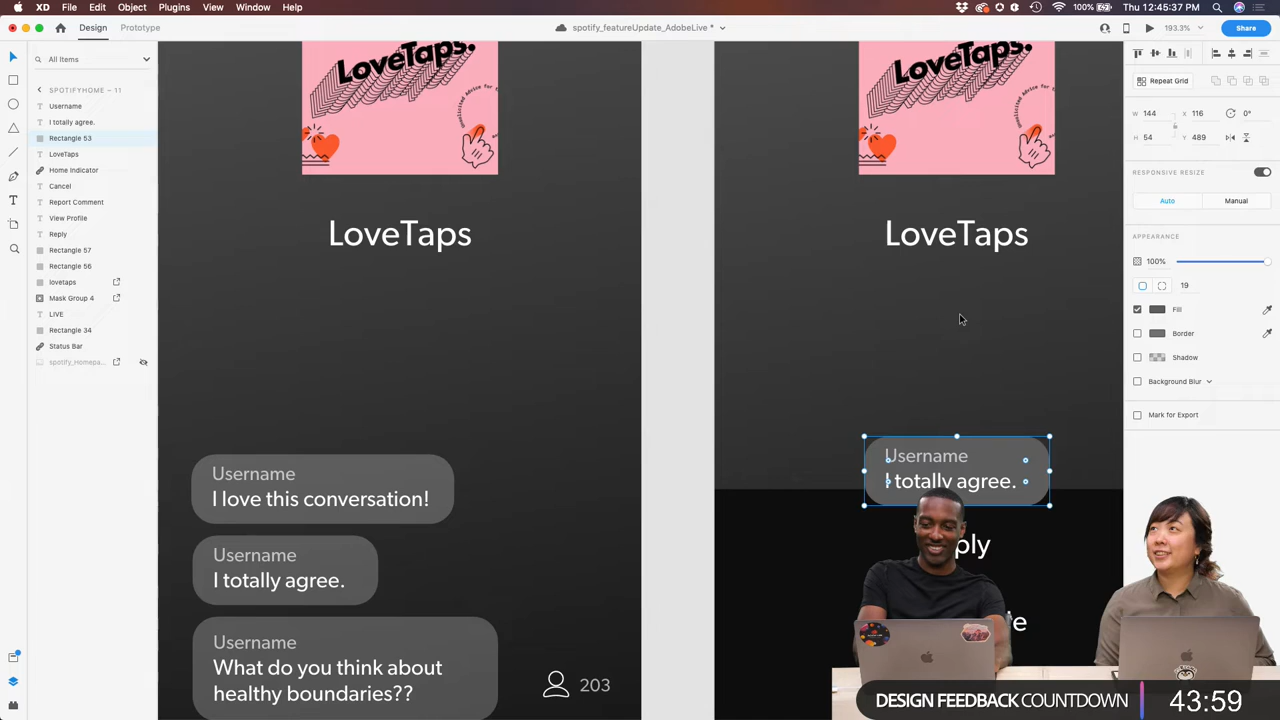 XD File Edit Object Plugins View Window Help
100% 12:45:37 PM
Design Prototype
spotify_featureUpdate_AdobeLive *
193.3%
Share
All Items
SPOTIFYHOME – 11
Username
I totally agree.
Rectangle 53
LoveTaps
Home Indicator
Cancel
Report Comment
View Profile
Reply
Rectangle 57
Rectangle 56
lovetaps
Mask Group 4
LIVE
Rectangle 34
Status Bar
spotify_Homepa...
LoveTaps.
LoveTaps
Username
I love this conversation!
Username
I totally agree.
Username
What do you think about
healthy boundaries??
203
LoveTaps.
LoveTaps
Username
I totally agree.
ply
e
Repeat Grid
W 144 X 116 0°
H 54 Y 489
RESPONSIVE RESIZE
Auto Manual
APPEARANCE
100%
19
Fill
Border
Shadow
Background Blur
Mark for Export
DESIGN FEEDBACK COUNTDOWN 43:59